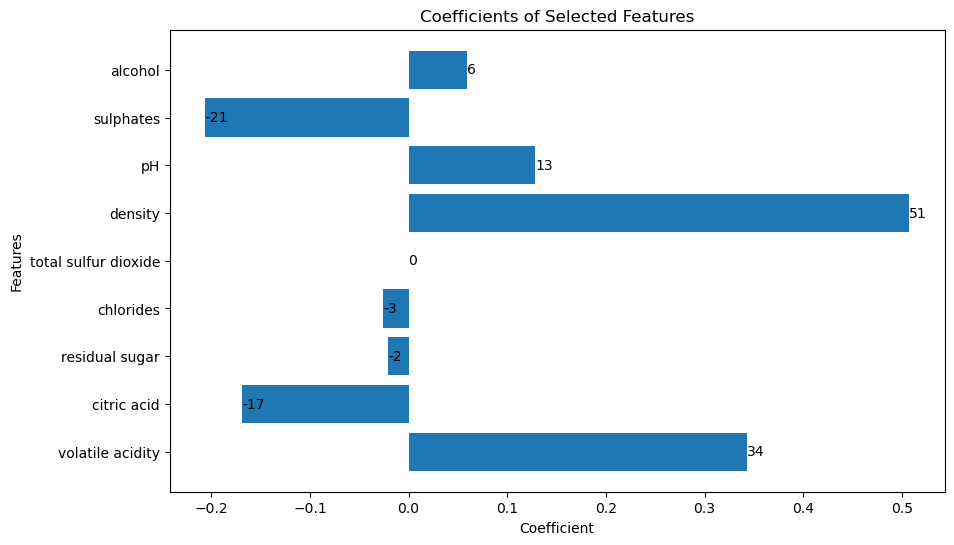 Coefficients of Selected Features
alcohol
6
sulphates
-21
pH
13
density
51
total sulfur dioxide
0
chlorides
-3
residual sugar
-2
citric acid
-17
volatile acidity
34
Features
−0.2
−0.1
0.0
0.1
0.2
0.3
0.4
0.5
Coefficient